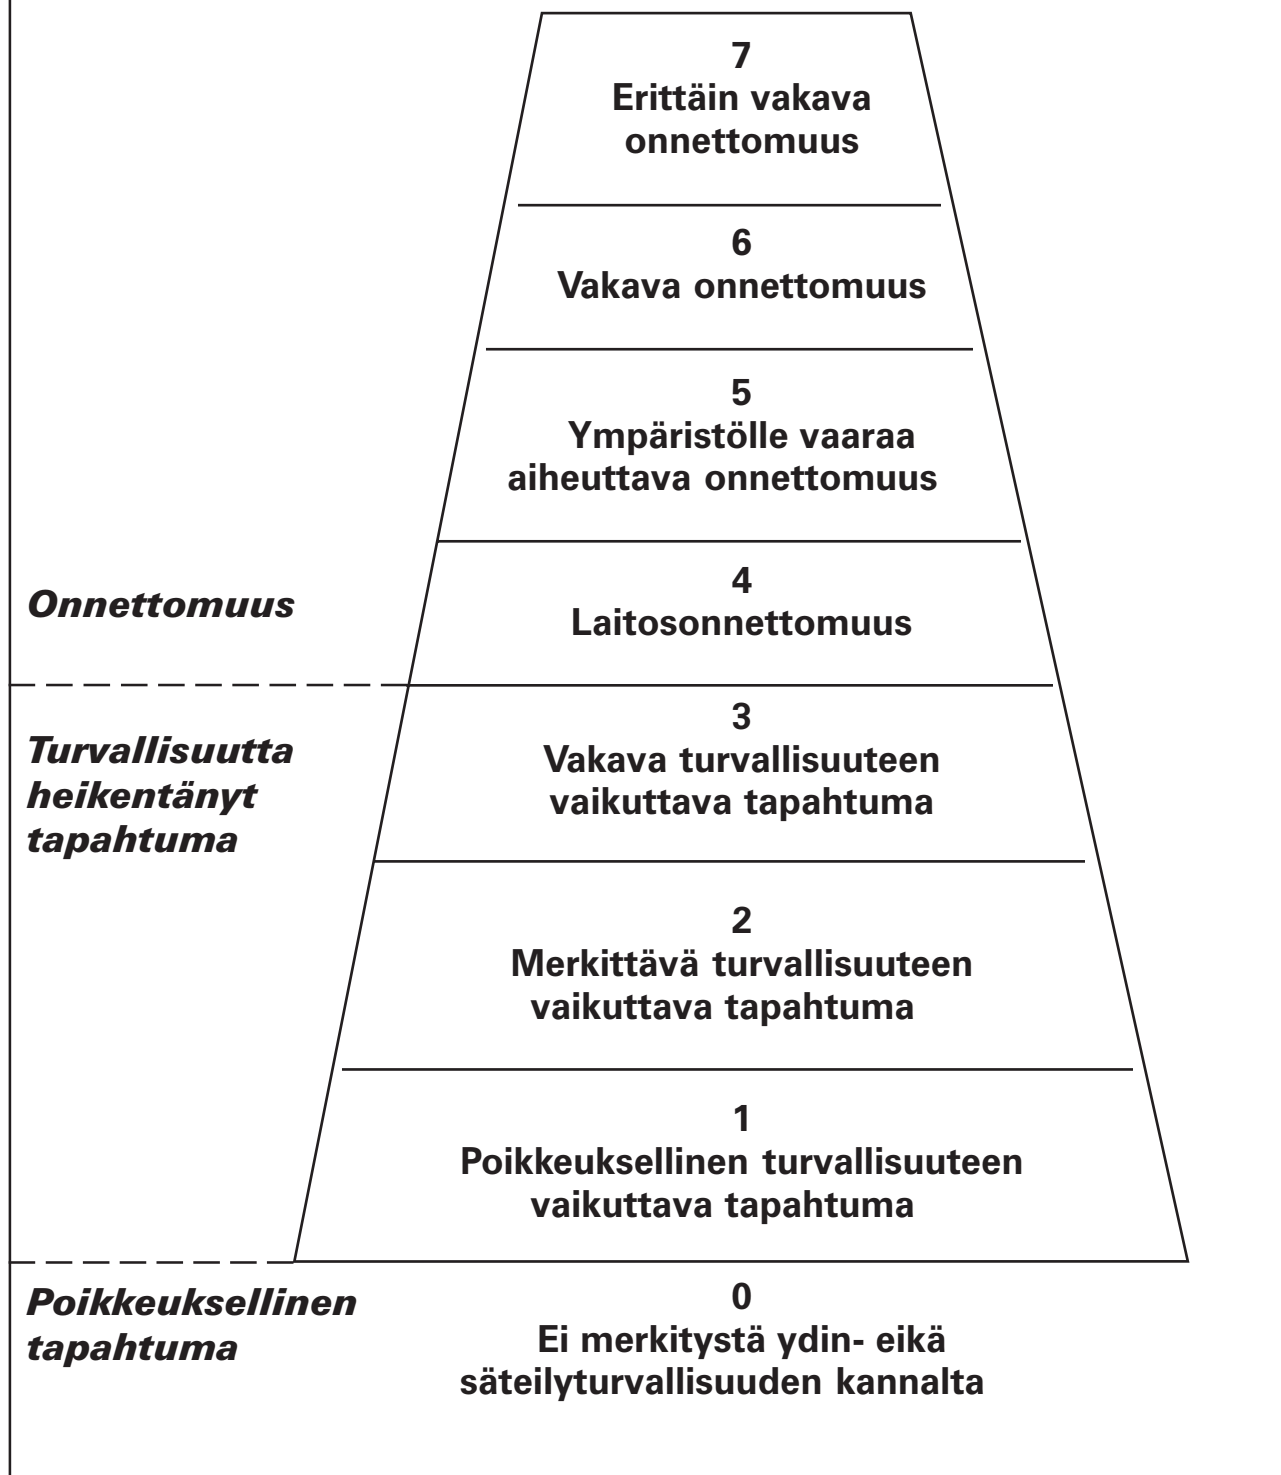 7
Erittäin vakava
onnettomuus
6
Vakava onnettomuus
5
Ympäristölle vaaraa
aiheuttava onnettomuus
Onnettomuus
4
Laitosonnettomuus
Turvallisuutta
heikentänyt
tapahtuma
3
Vakava turvallisuuteen
vaikuttava tapahtuma
2
Merkittävä turvallisuuteen
vaikuttava tapahtuma
1
Poikkeuksellinen turvallisuuteen
vaikuttava tapahtuma
Poikkeuksellinen
tapahtuma
0
Ei merkitystä ydin- eikä
säteilyturvallisuuden kannalta